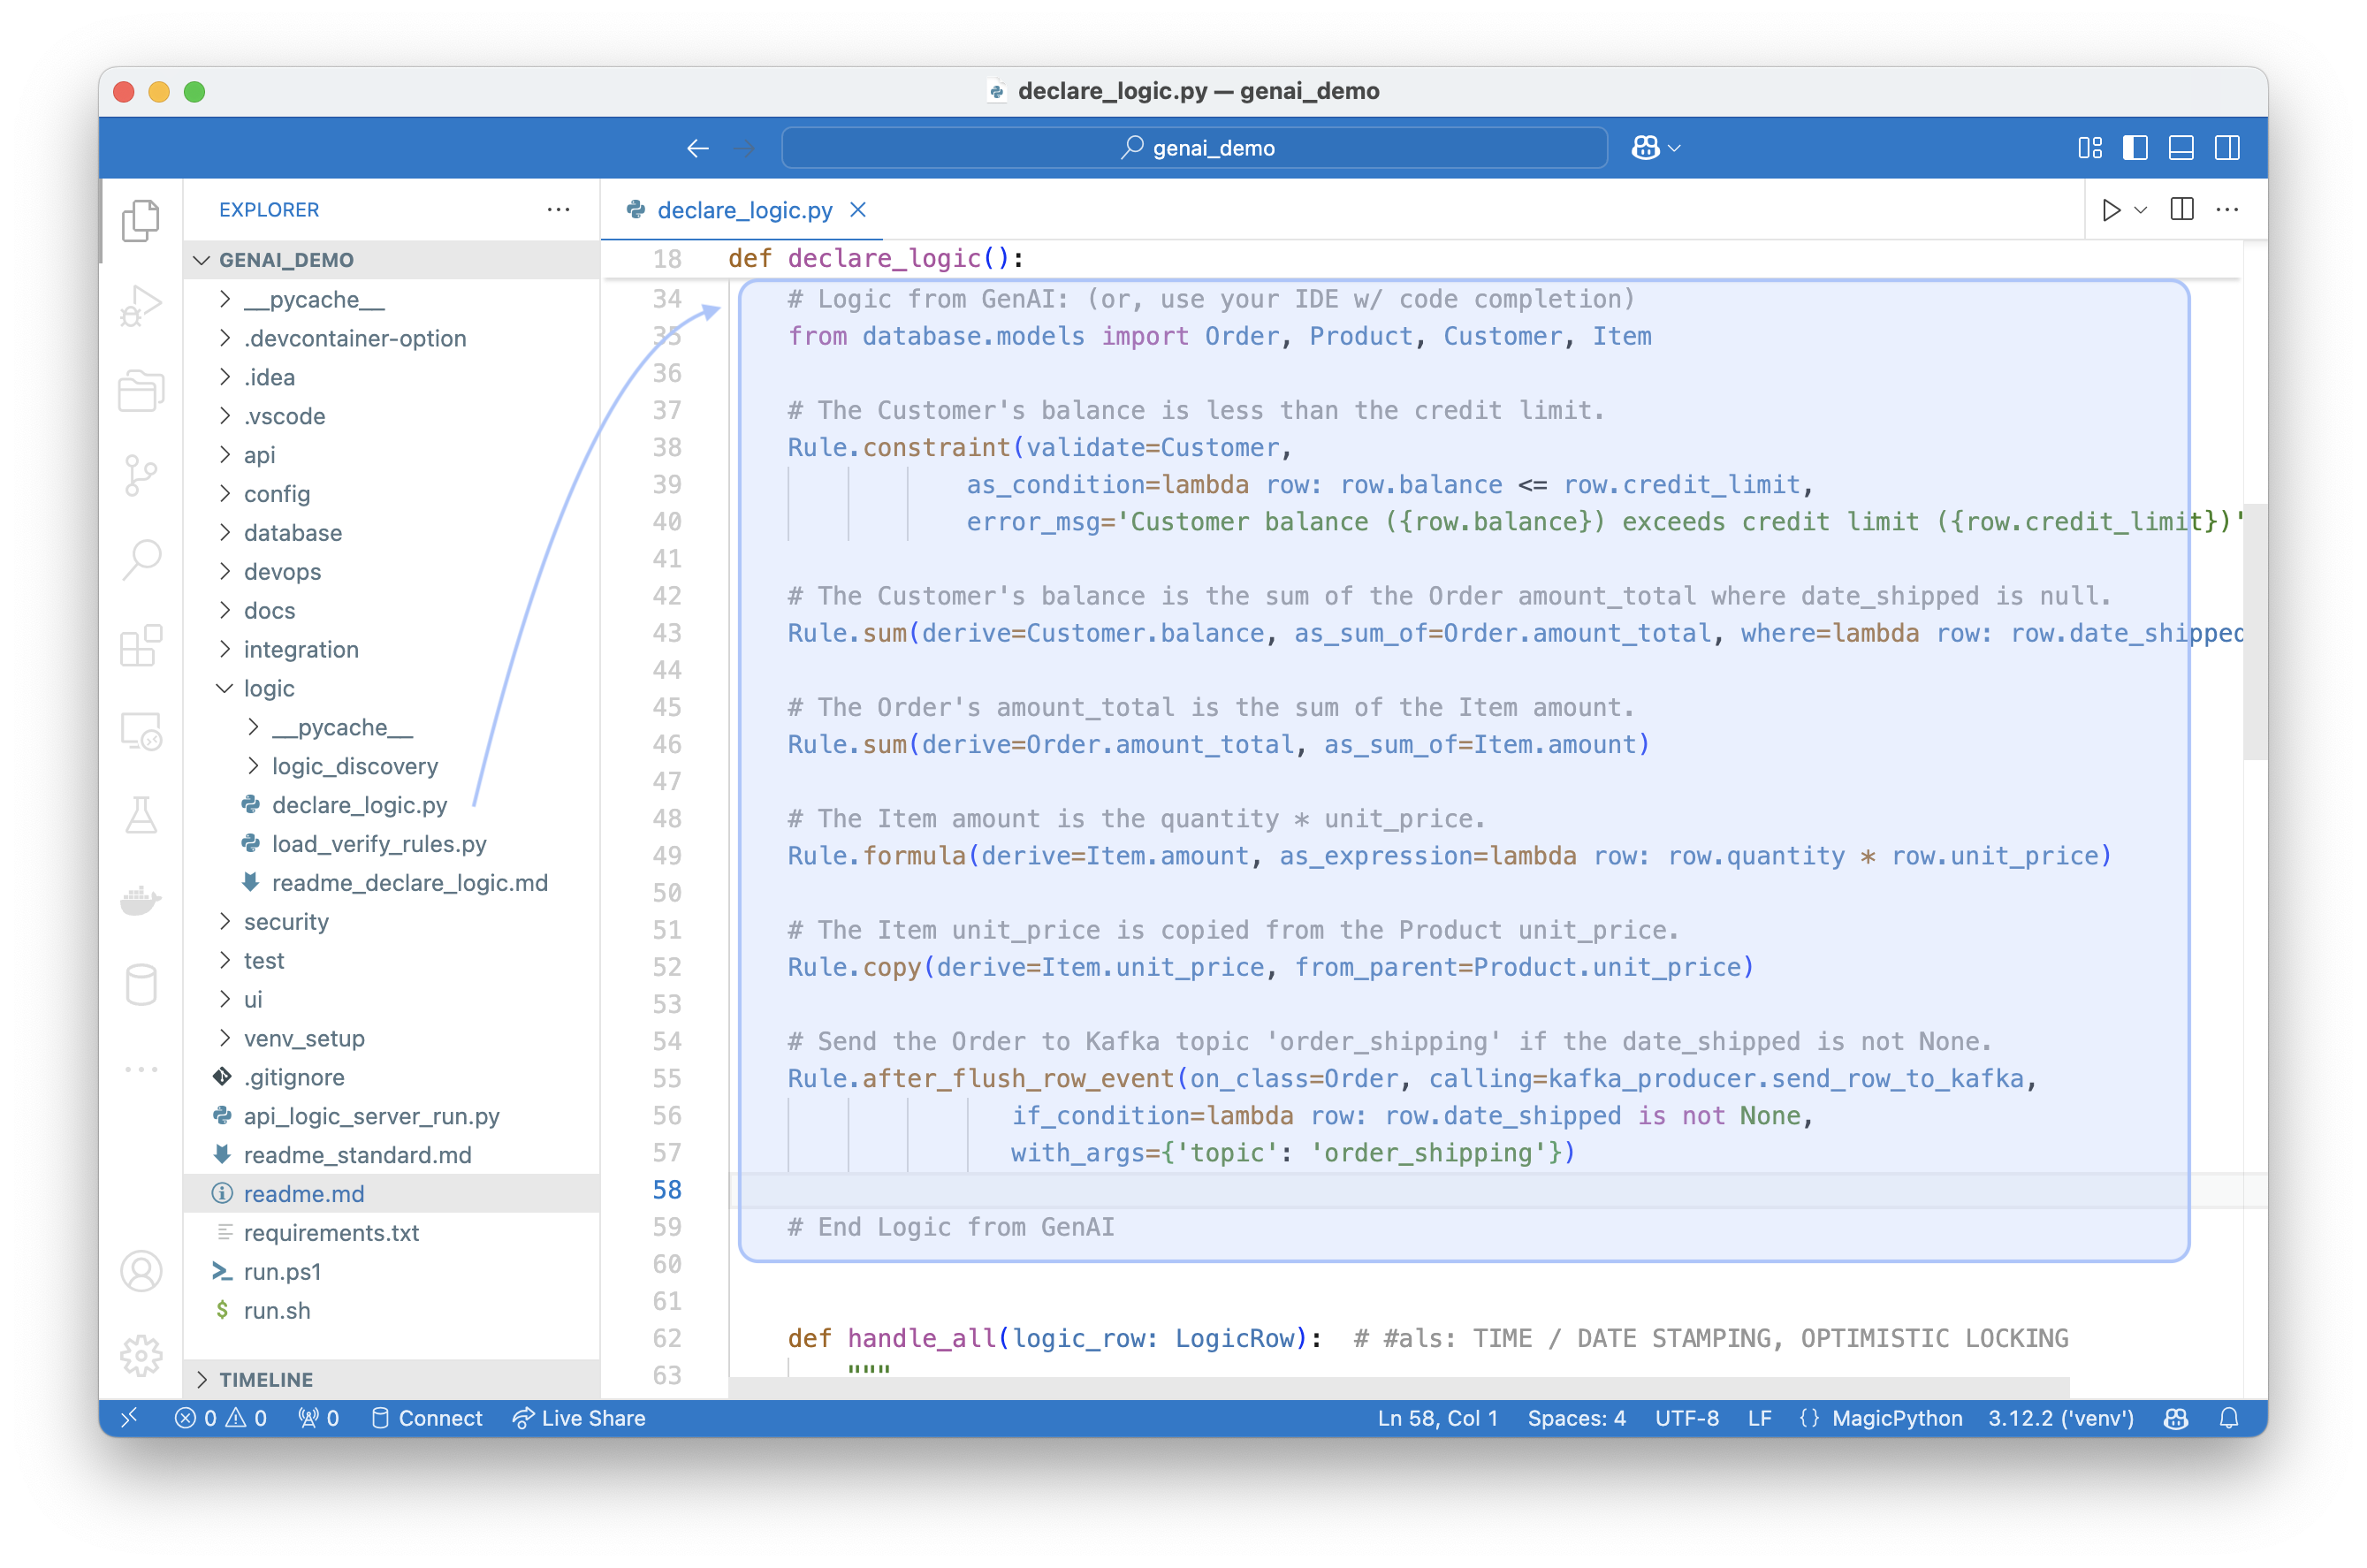 declare_logic.py — genai_demo
genai_demo
EXPLORER
GENAI_DEMO
__pycache__
.devcontainer-option
.idea
.vscode
api
config
database
devops
docs
integration
logic
__pycache__
logic_discovery
declare_logic.py
load_verify_rules.py
readme_declare_logic.md
security
test
ui
venv_setup
.gitignore
api_logic_server_run.py
readme_standard.md
readme.md
requirements.txt
run.ps1
run.sh
TIMELINE
declare_logic.py
18 def declare_logic():
34 # Logic from GenAI: (or, use your IDE w/ code completion)
35 from database.models import Order, Product, Customer, Item
36
37 # The Customer's balance is less than the credit limit.
38 Rule.constraint(validate=Customer,
39 as_condition=lambda row: row.balance <= row.credit_limit,
40 error_msg='Customer balance ({row.balance}) exceeds credit limit ({row.credit_limit})'
41
42 # The Customer's balance is the sum of the Order amount_total where date_shipped is null.
43 Rule.sum(derive=Customer.balance, as_sum_of=Order.amount_total, where=lambda row: row.date_shipped
44
45 # The Order's amount_total is the sum of the Item amount.
46 Rule.sum(derive=Order.amount_total, as_sum_of=Item.amount)
47
48 # The Item amount is the quantity * unit_price.
49 Rule.formula(derive=Item.amount, as_expression=lambda row: row.quantity * row.unit_price)
50
51 # The Item unit_price is copied from the Product unit_price.
52 Rule.copy(derive=Item.unit_price, from_parent=Product.unit_price)
53
54 # Send the Order to Kafka topic 'order_shipping' if the date_shipped is not None.
55 Rule.after_flush_row_event(on_class=Order, calling=kafka_producer.send_row_to_kafka,
56 if_condition=lambda row: row.date_shipped is not None,
57 with_args={'topic': 'order_shipping'})
58
59 # End Logic from GenAI
60
61
62 def handle_all(logic_row: LogicRow): # #als: TIME / DATE STAMPING, OPTIMISTIC LOCKING
63 """
0 0 0 Connect Live Share Ln 58, Col 1 Spaces: 4 UTF-8 LF {} MagicPython 3.12.2 ('venv')